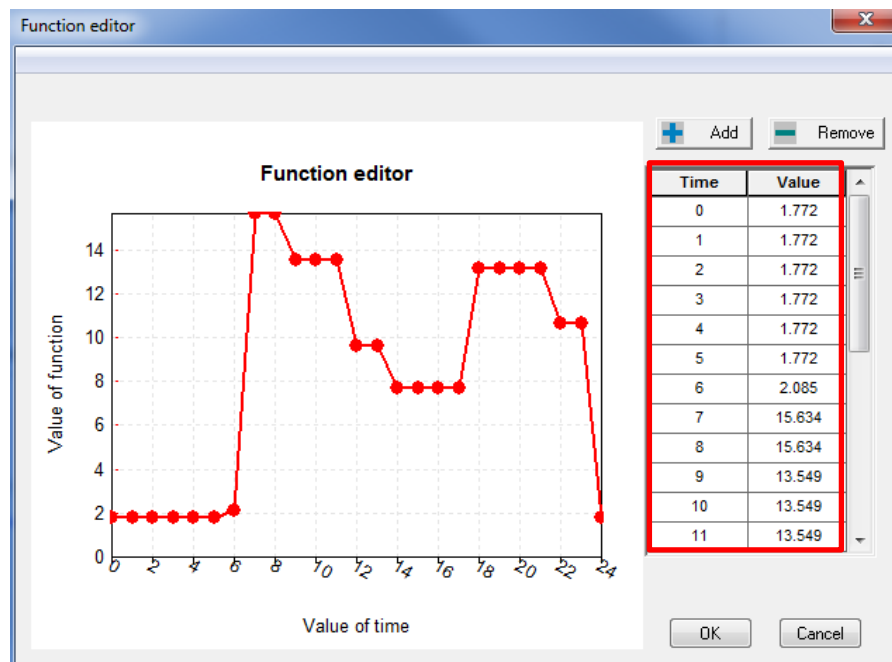 Function editor
X
Add
Remove
Function editor
Time Value
0 1.772
1 1.772
2 1.772
3 1.772
4 1.772
5 1.772
6 2.085
7 15.634
8 15.634
9 13.549
10 13.549
11 13.549
Value of function
14
12
10
8
6
4
2
0
0 2 4 6 8 10 12 14 16 18 20 22 24
Value of time
OK
Cancel